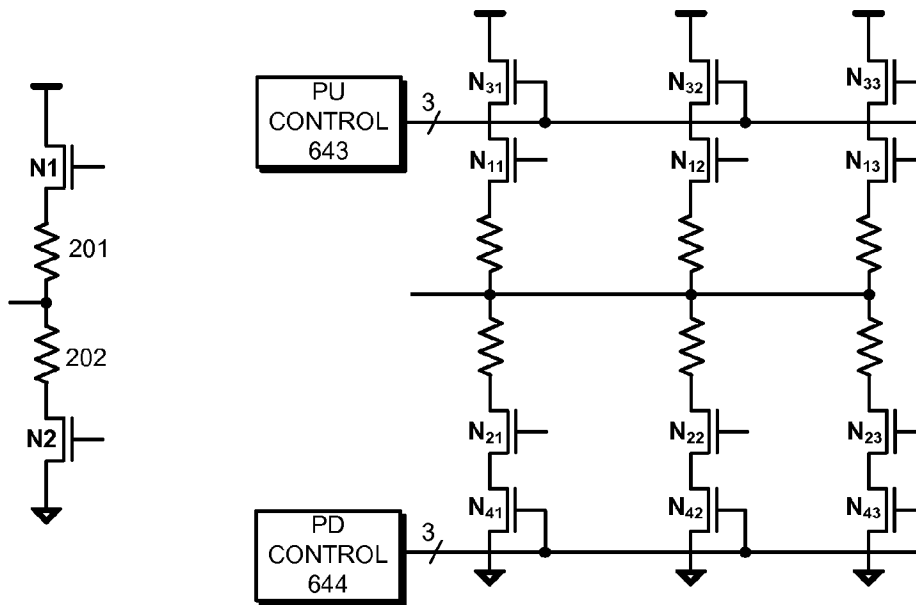 N1
201
202
N2
PU
CONTROL
643
3
N31
N32
N33
N11
N12
N13
N21
N22
N23
N41
N42
N43
PD
CONTROL
644
3